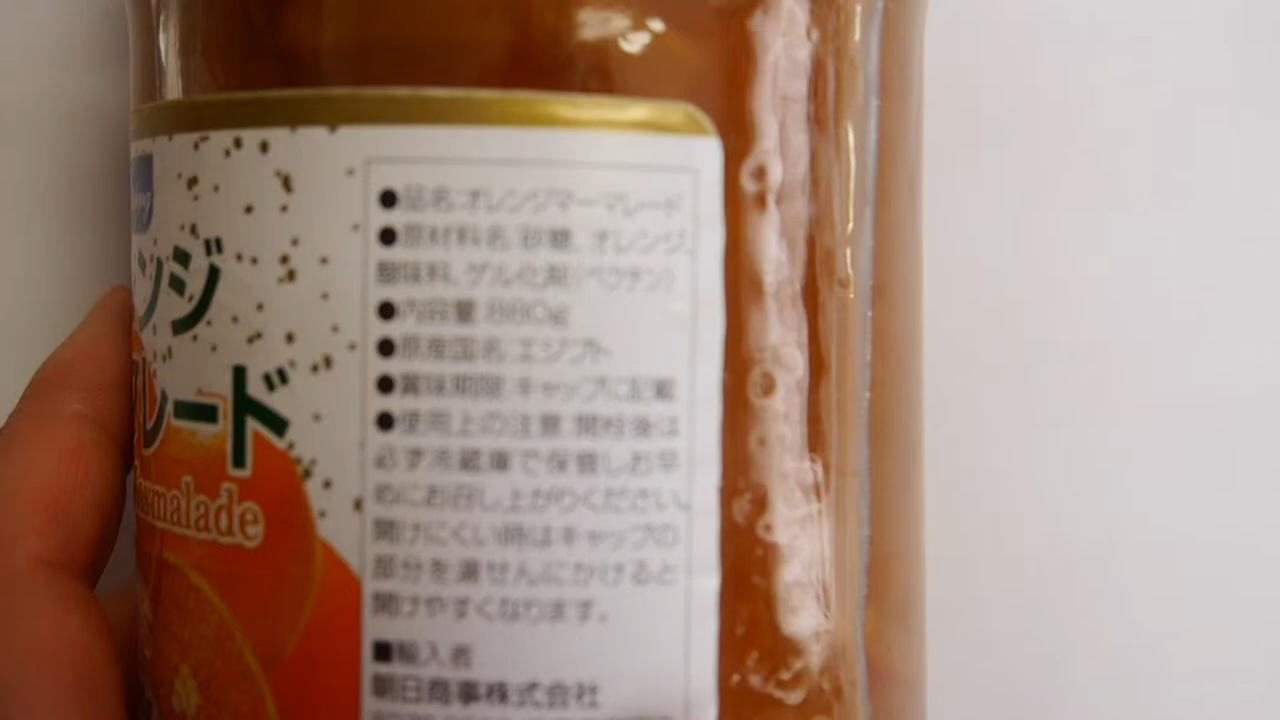 ンジ
レード
malade
●品名:オレンジマーマレード
●原材料名:砂糖、オレンジ、
酸味料、ゲル化剤(ペクチン)
●内容量:880g
●原産国名:エジプト
●賞味期限:キャップに記載
●使用上の注意:開栓後は
必ず冷蔵庫で保管しお早
めにお召し上がりください。
開けにくい時はキャップの
部分を湯せんにかけると
開けやすくなります。
■輸入者
朝日商事株式会社